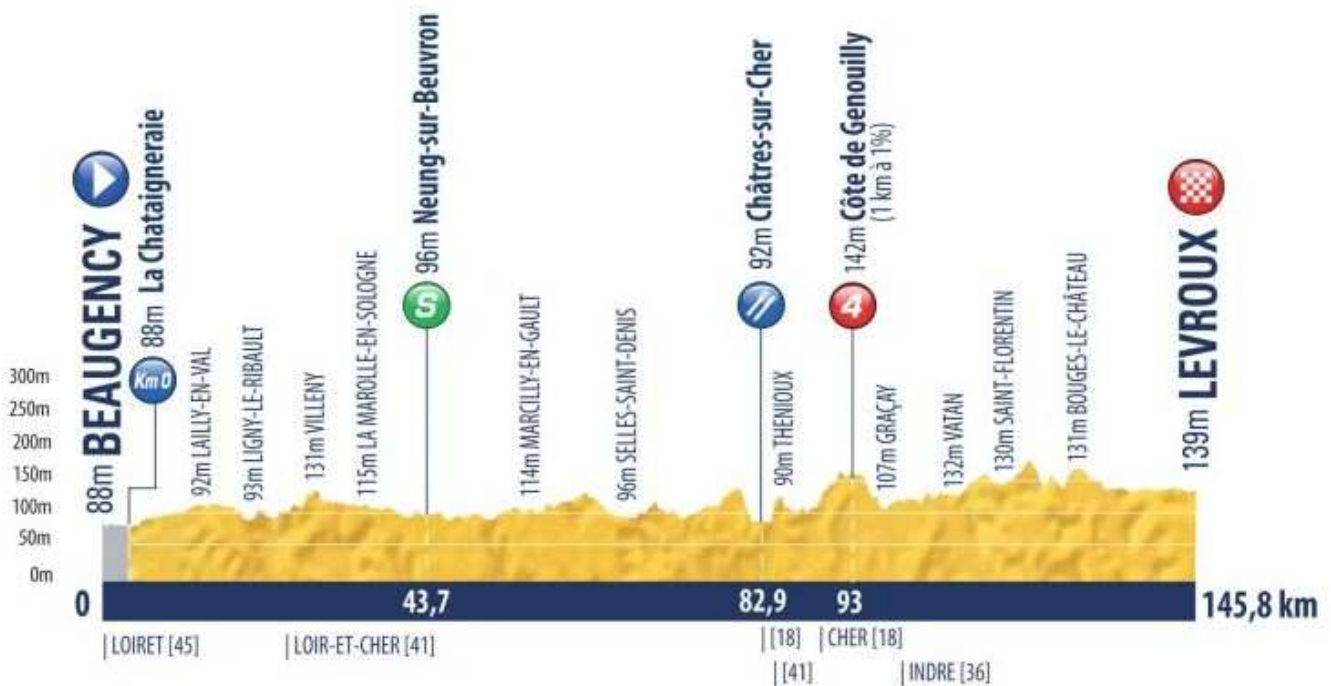 88m BEAUGENCY
88m La Chataigneraie
Km 0
92m LAILLY-EN-VAL
93m LIGNY-LE-RIBAULT
131m VILLENY
115m LA MAROLLE-EN-SOLOGNE
96m Neung-sur-Beuvron
S
114m MARCILLY-EN-GAULT
96m SELLES-SAINT-DENIS
92m Châtres-sur-Cher
90m THENIOUX
142m Côte de Genouilly
(1 km à 1%)
4
107m GRAÇAY
132m VATAN
130m SAINT-FLORENTIN
131m BOUGES-LE-CHÂTEAU
139m LEVROUX
300m
250m
200m
150m
100m
50m
0m
0 43,7 82,9 93 145,8 km
LOIRET [45] LOIR-ET-CHER [41] [18] CHER [18]
[41] INDRE [36]